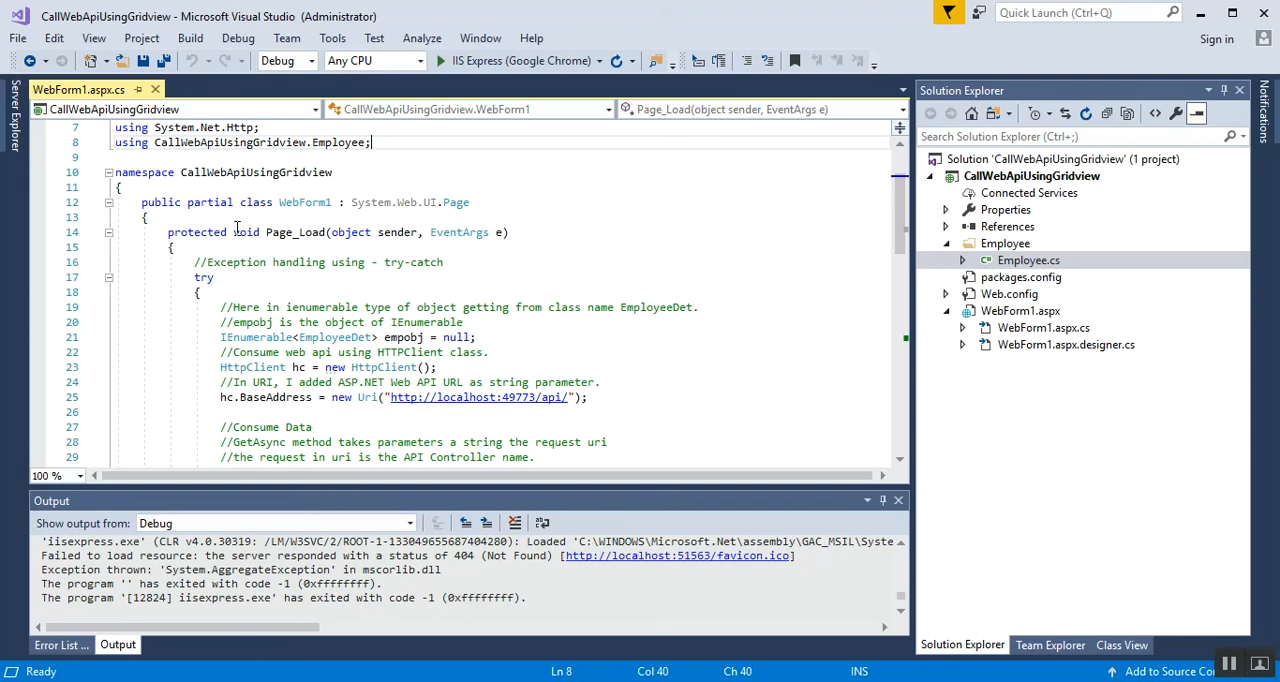 CallWebApiUsingGridview - Microsoft Visual Studio (Administrator)
Quick Launch (Ctrl+Q)
File Edit View Project Build Debug Team Tools Test Analyze Window Help
Sign in
Debug Any CPU IIS Express (Google Chrome)
Server Explorer
WebForm1.aspx.cs
CallWebApiUsingGridview CallWebApiUsingGridview.WebForm1 Page_Load(object sender, EventArgs e)
7 using System.Net.Http;
8 using CallWebApiUsingGridview.Employee;
9
10 namespace CallWebApiUsingGridview
11 {
12 public partial class WebForm1 : System.Web.UI.Page
13 {
14 protected void Page_Load(object sender, EventArgs e)
15 {
16 //Exception handling using - try-catch
17 try
18 {
19 //Here in ienumerable type of object getting from class name EmployeeDet.
20 //empobj is the object of IEnumerable
21 IEnumerable<EmployeeDet> empobj = null;
22 //Consume web api using HTTPClient class.
23 HttpClient hc = new HttpClient();
24 //In URI, I added ASP.NET Web API URL as string parameter.
25 hc.BaseAddress = new Uri("http://localhost:49773/api/");
26
27 //Consume Data
28 //GetAsync method takes parameters a string the request uri
29 //the request in uri is the API Controller name.
100 %
Output
Show output from: Debug
'iisexpress.exe' (CLR v4.0.30319: /LM/W3SVC/2/ROOT-1-133049655687404280): Loaded 'C:\WINDOWS\Microsoft.Net\assembly\GAC_MSIL\Syste
Failed to load resource: the server responded with a status of 404 (Not Found) [http://localhost:51563/favicon.ico]
Exception thrown: 'System.AggregateException' in mscorlib.dll
The program '' has exited with code -1 (0xffffffff).
The program '[12824] iisexpress.exe' has exited with code -1 (0xffffffff).
Error List ... Output
Solution Explorer
Search Solution Explorer (Ctrl+;)
Solution 'CallWebApiUsingGridview' (1 project)
CallWebApiUsingGridview
Connected Services
Properties
References
Employee
Employee.cs
packages.config
Web.config
WebForm1.aspx
WebForm1.aspx.cs
WebForm1.aspx.designer.cs
Solution Explorer Team Explorer Class View
Notifications
Ready Ln 8 Col 40 Ch 40 INS Add to Source Co